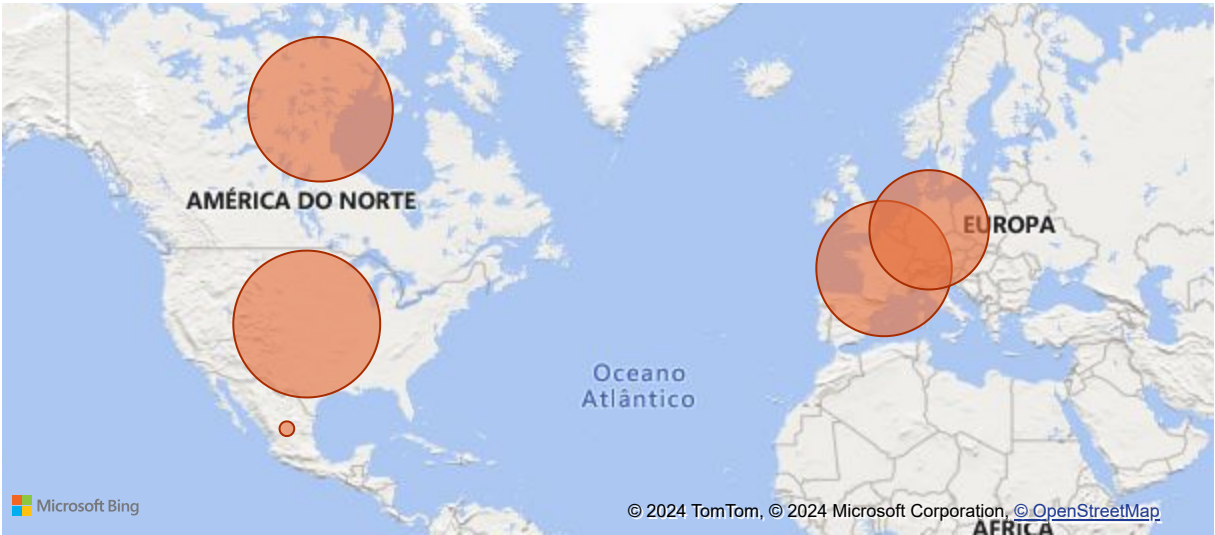 AMÉRICA DO NORTE
EUROPA
Oceano
Atlântico
Microsoft Bing
© 2024 TomTom, © 2024 Microsoft Corporation, © OpenStreetMap
ÁFRICA